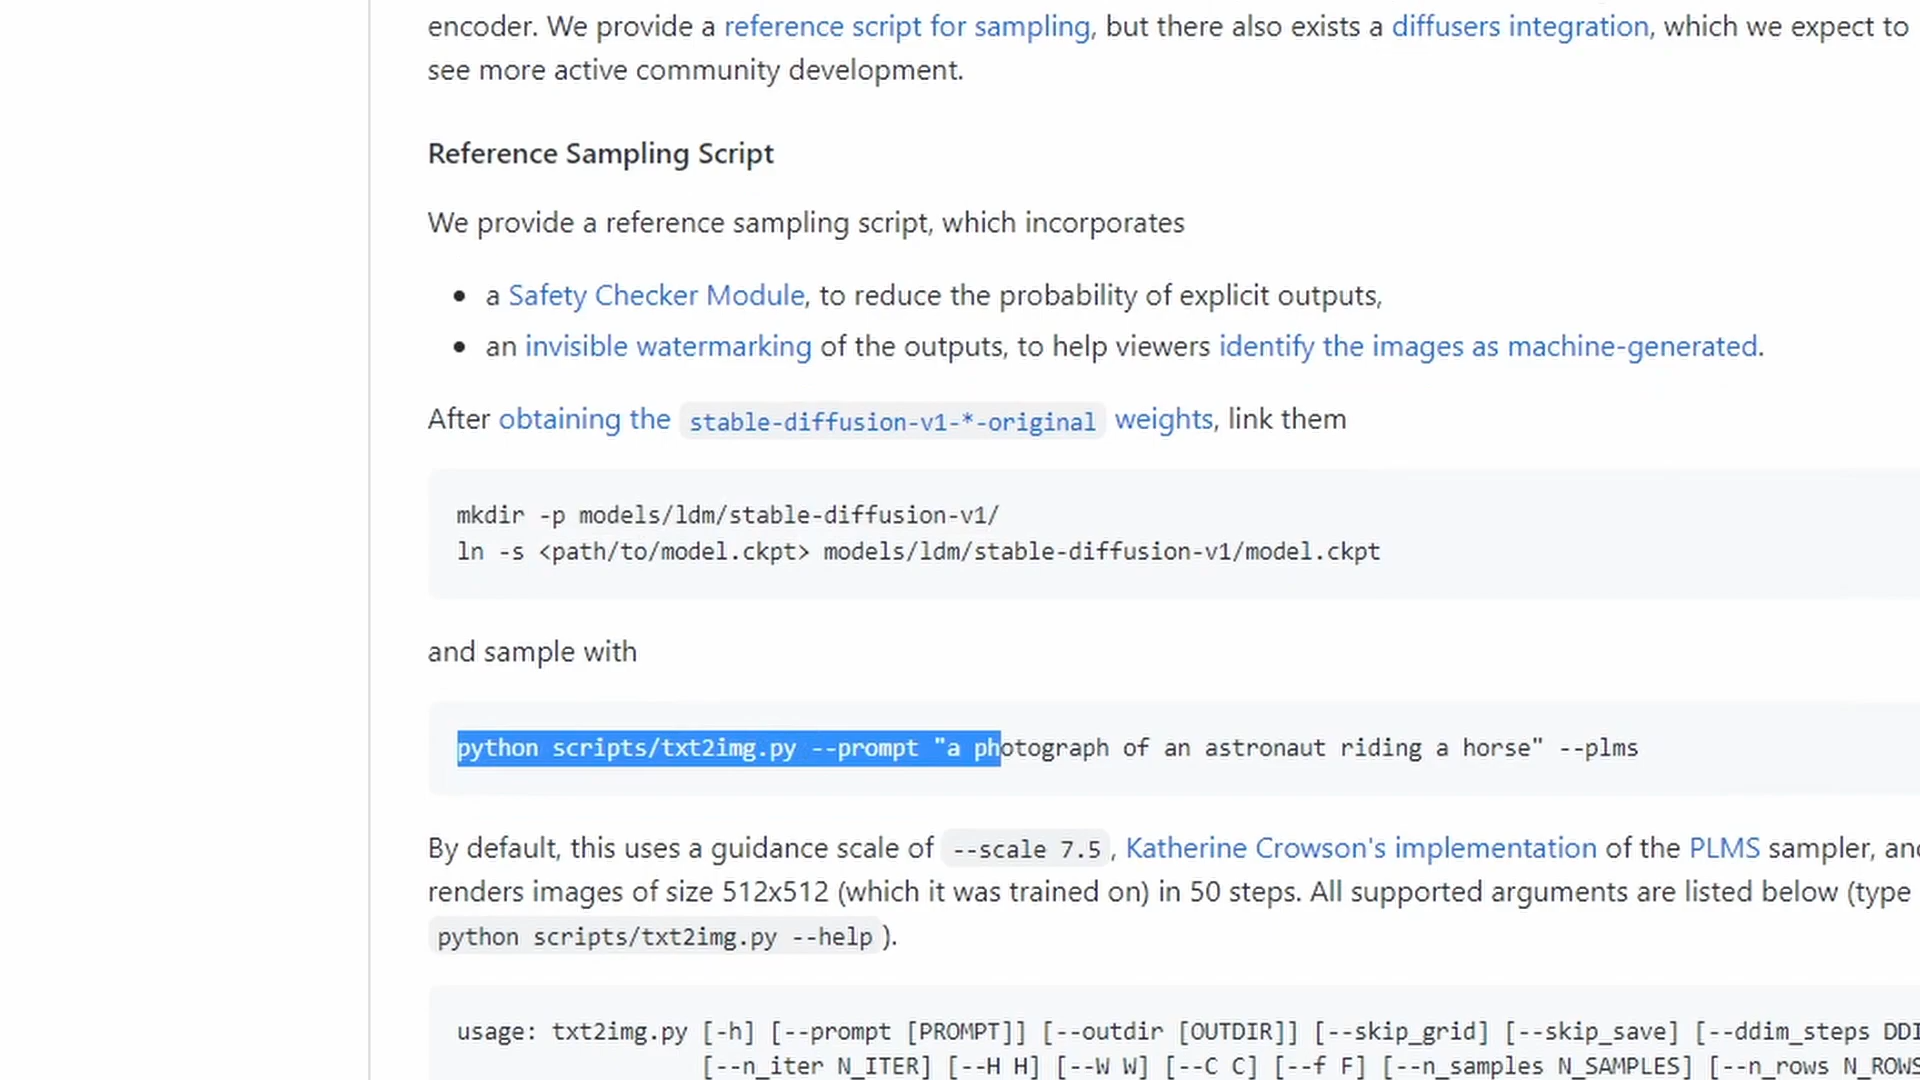 encoder. We provide a reference script for sampling, but there also exists a diffusers integration, which we expect to
see more active community development.
Reference Sampling Script
We provide a reference sampling script, which incorporates
• a Safety Checker Module, to reduce the probability of explicit outputs,
• an invisible watermarking of the outputs, to help viewers identify the images as machine-generated.
After obtaining the stable-diffusion-v1-*-original weights, link them
mkdir -p models/ldm/stable-diffusion-v1/
ln -s <path/to/model.ckpt> models/ldm/stable-diffusion-v1/model.ckpt
and sample with
python scripts/txt2img.py --prompt "a photograph of an astronaut riding a horse" --plms
By default, this uses a guidance scale of --scale 7.5, Katherine Crowson's implementation of the PLMS sampler, and
renders images of size 512x512 (which it was trained on) in 50 steps. All supported arguments are listed below (type
python scripts/txt2img.py --help).
usage: txt2img.py [-h] [--prompt [PROMPT]] [--outdir [OUTDIR]] [--skip_grid] [--skip_save] [--ddim_steps DDI
[--n_iter N_ITER] [--H H] [--W W] [--C C] [--f F] [--n_samples N_SAMPLES] [--n_rows N_ROWS